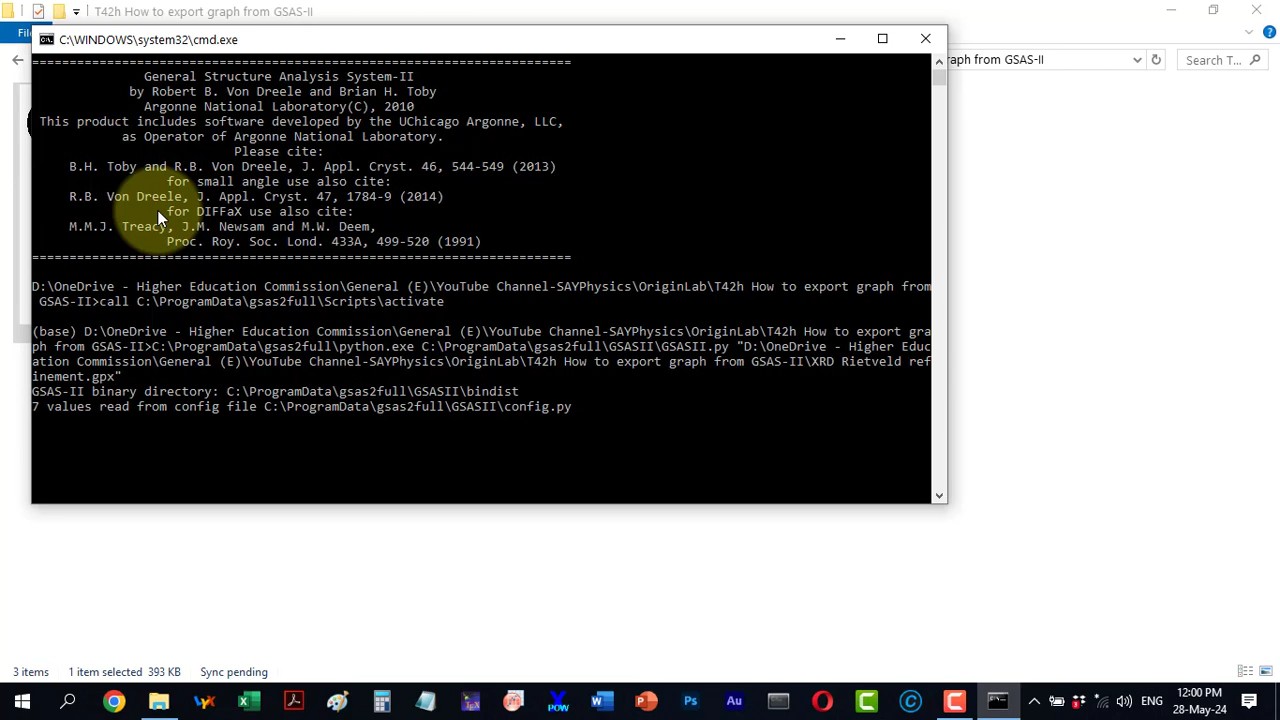 T42h How to export graph from GSAS-II
C:\WINDOWS\system32\cmd.exe
aph from GSAS-II
Search T...
==========================================================================
General Structure Analysis System-II
by Robert B. Von Dreele and Brian H. Toby
Argonne National Laboratory(C), 2010
This product includes software developed by the UChicago Argonne, LLC,
as Operator of Argonne National Laboratory.
Please cite:
B.H. Toby and R.B. Von Dreele, J. Appl. Cryst. 46, 544-549 (2013)
for small angle use also cite:
R.B. Von Dreele, J. Appl. Cryst. 47, 1784-9 (2014)
for DIFFaX use also cite:
M.M.J. Treacy, J.M. Newsam and M.W. Deem,
Proc. Roy. Soc. Lond. 433A, 499-520 (1991)
==========================================================================
D:\OneDrive - Higher Education Commission\General (E)\YouTube Channel-SAYPhysics\OriginLab\T42h How to export graph from
GSAS-II>call C:\ProgramData\gsas2full\Scripts\activate
(base) D:\OneDrive - Higher Education Commission\General (E)\YouTube Channel-SAYPhysics\OriginLab\T42h How to export gra
ph from GSAS-II>C:\ProgramData\gsas2full\python.exe C:\ProgramData\gsas2full\GSASII\GSASII.py "D:\OneDrive - Higher Educ
ation Commission\General (E)\YouTube Channel-SAYPhysics\OriginLab\T42h How to export graph from GSAS-II\XRD Rietveld ref
inement.gpx"
GSAS-II binary directory: C:\ProgramData\gsas2full\GSASII\bindist
7 values read from config file C:\ProgramData\gsas2full\GSASII\config.py
3 items 1 item selected 393 KB Sync pending
POW
Ps
Au
ENG
12:00 PM
28-May-24